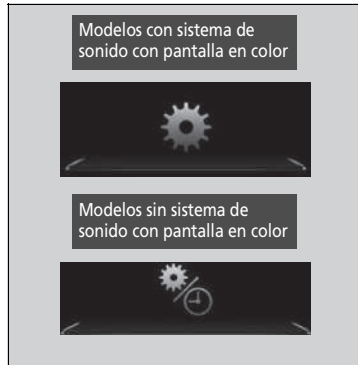 Modelos con sistema de
sonido con pantalla en color
Modelos sin sistema de
sonido con pantalla en color